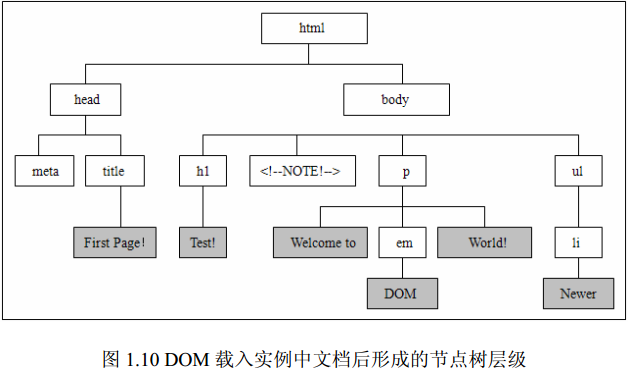 html
head
body
meta
title
h1
<!--NOTE!-->
p
ul
First Page!
Test!
Welcome to
em
World!
li
DOM
Newer
图 1.10 DOM 载入实例中文档后形成的节点树层级